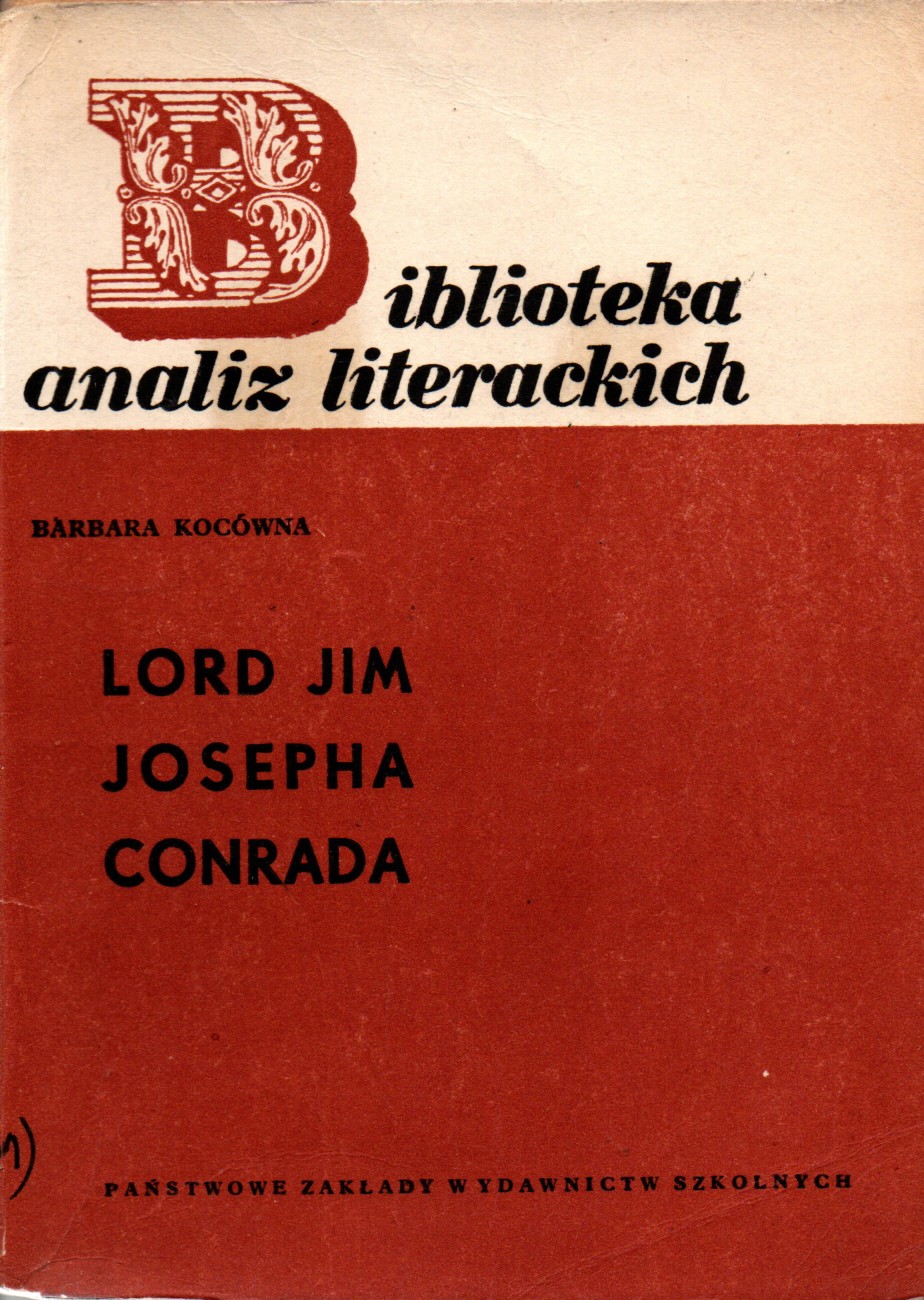 Biblioteka
analiz literackich
BARBARA KOCÓWNA
LORD JIM
JOSEPHA
CONRADA
PAŃSTWOWE ZAKŁADY WYDAWNICTW SZKOLNYCH